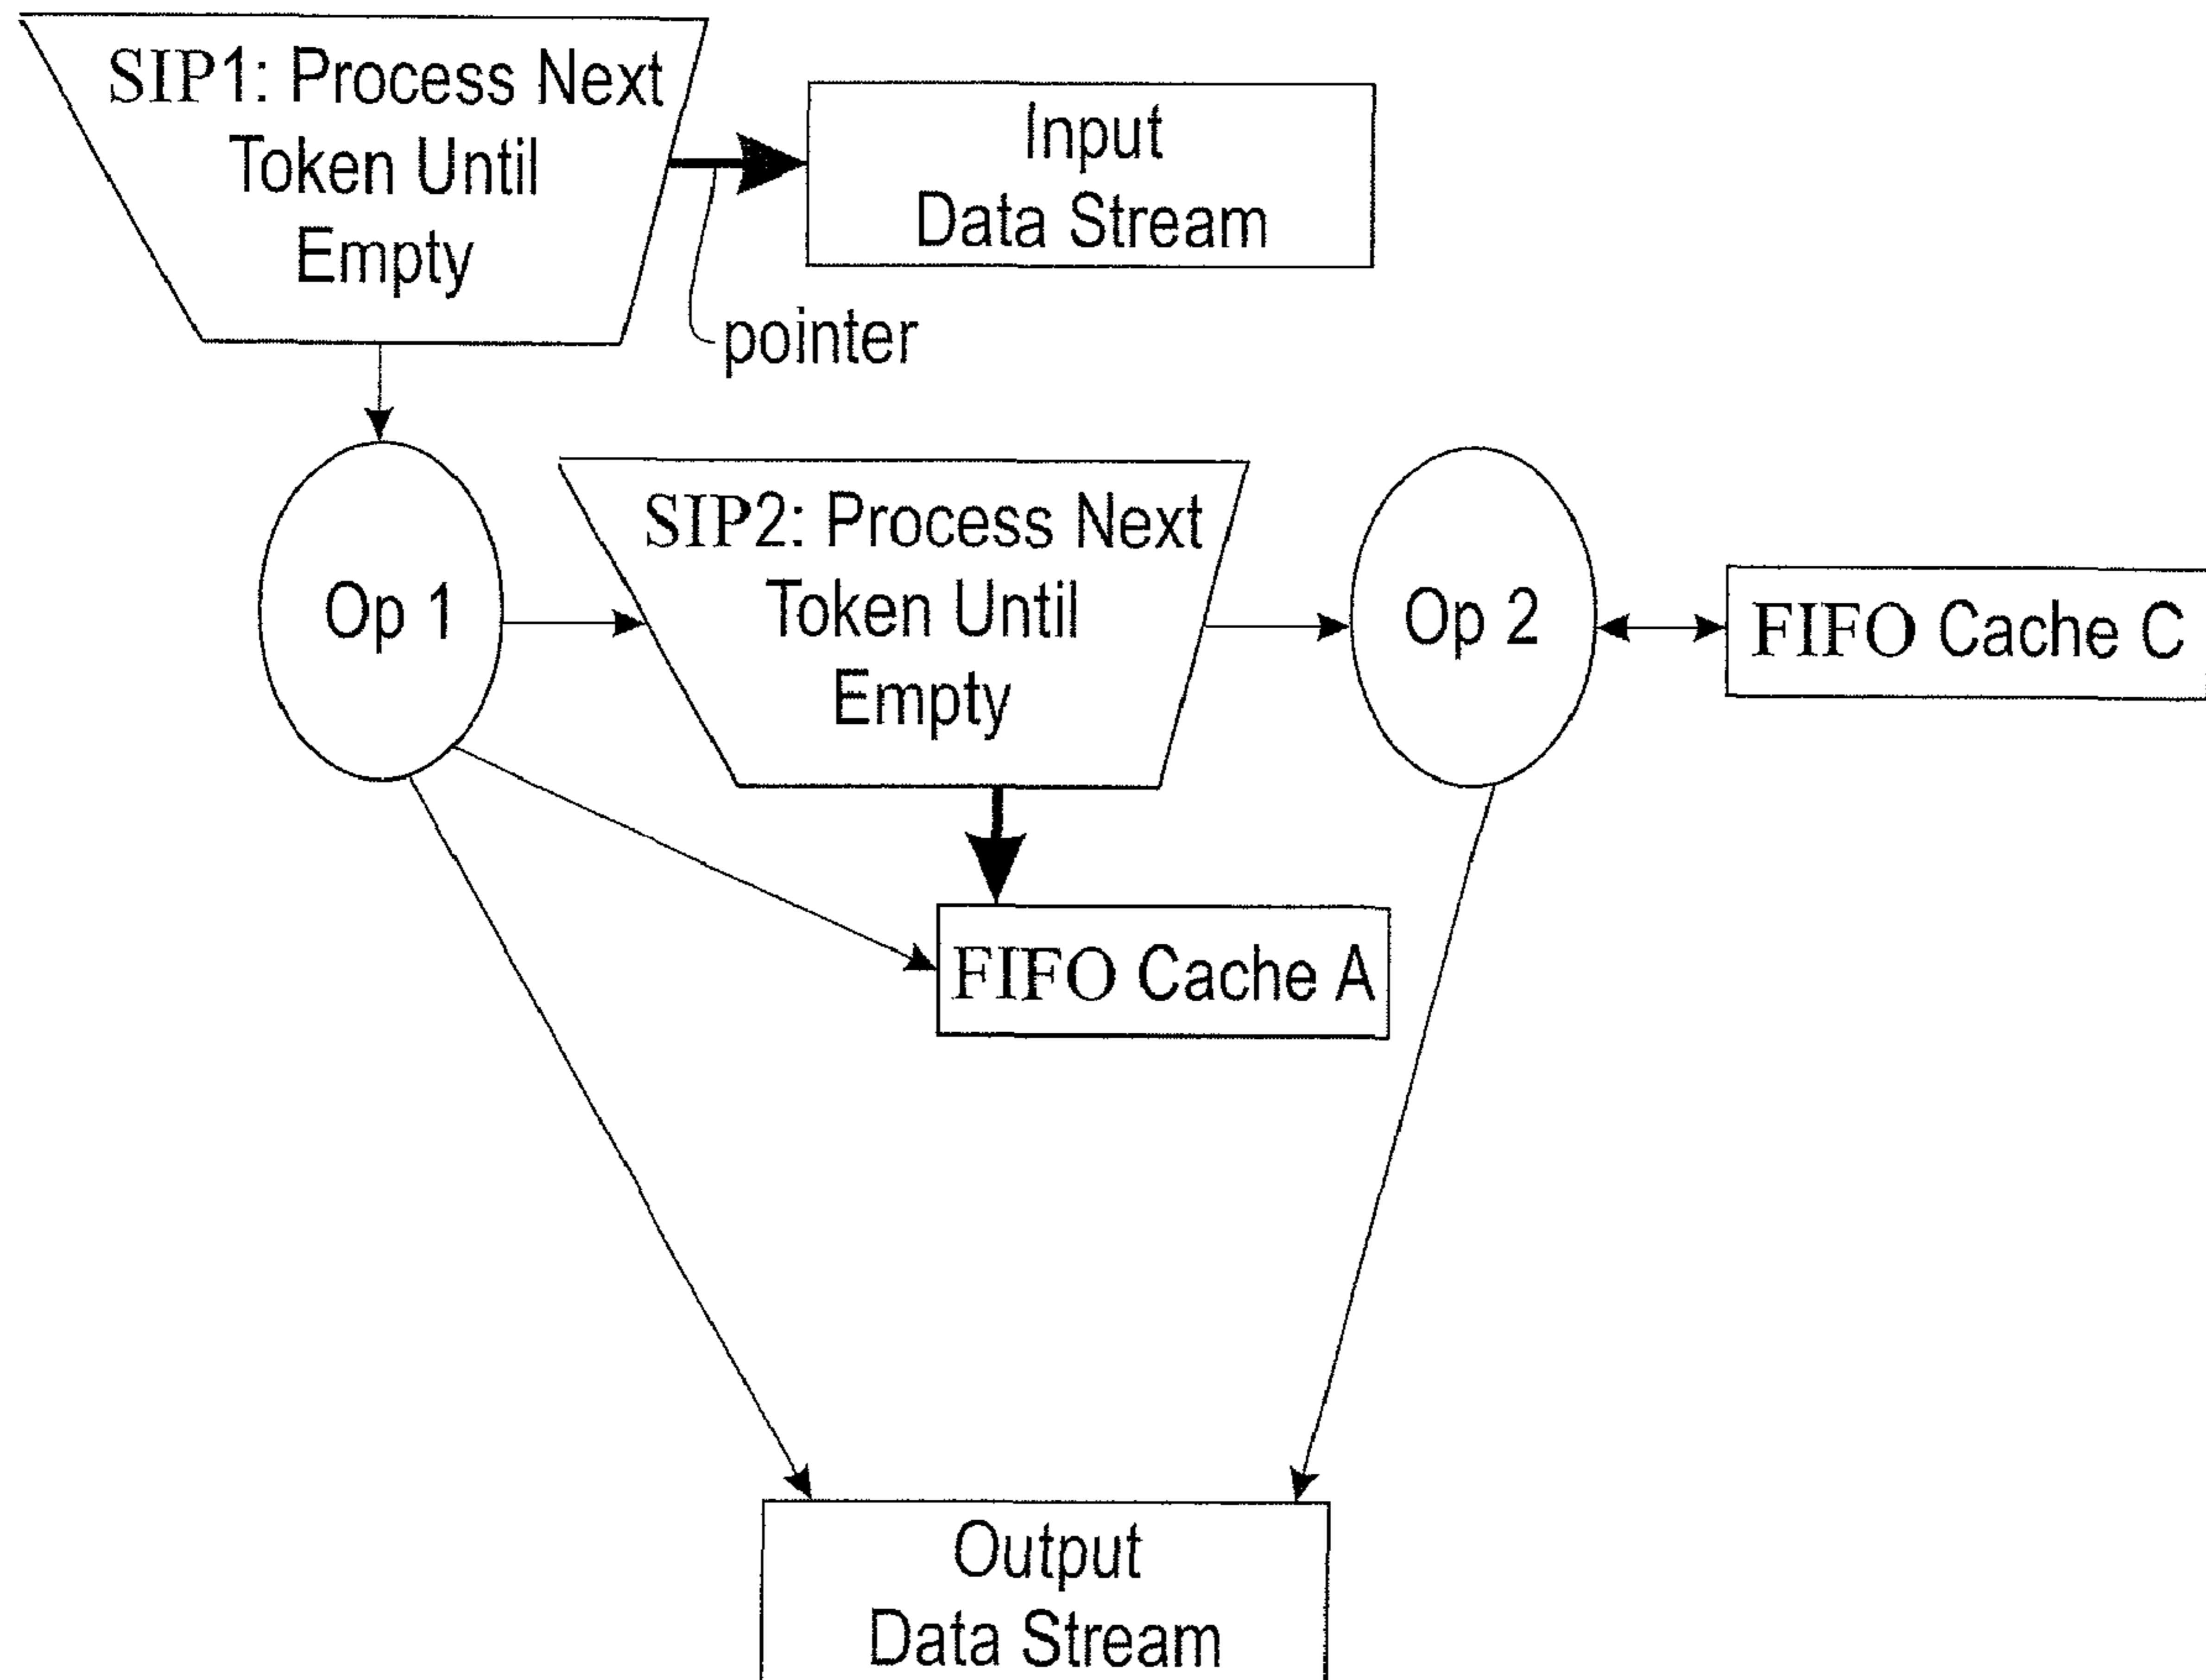 SIP1: Process Next
Token Until
Empty
Input
Data Stream
pointer
Op 1
SIP2: Process Next
Token Until
Empty
Op 2
FIFO Cache C
FIFO Cache A
Output
Data Stream